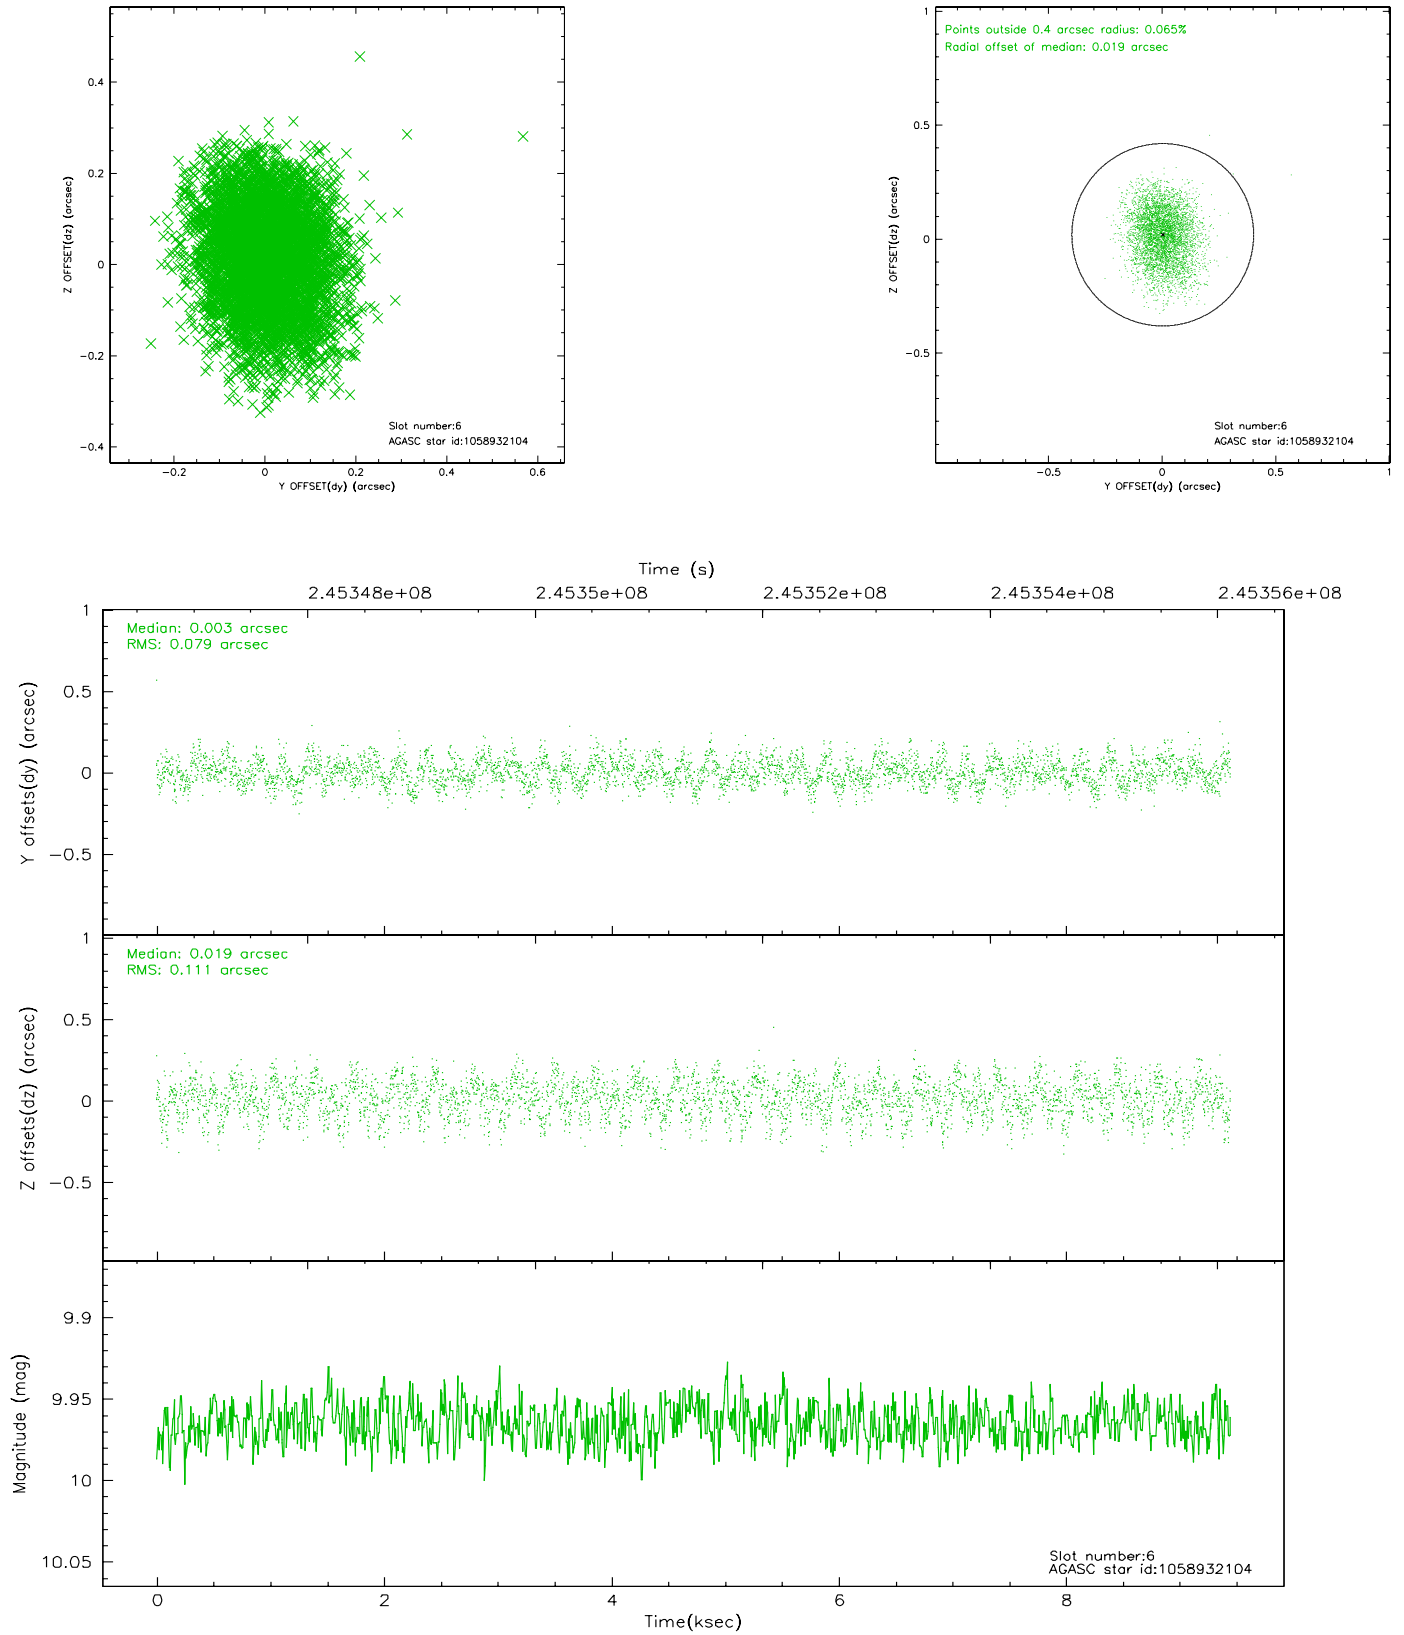 0.4
0.2
0
−0.2
−0.4
Z OFFSET(dz) (arcsec)
Slot number:6
AGASC star id:1058932104
−0.2 0 0.2 0.4 0.6
Y OFFSET(dy) (arcsec)
Points outside 0.4 arcsec radius: 0.065%
Radial offset of median: 0.019 arcsec
1
0.5
0
−0.5
Z OFFSET(dz) (arcsec)
Slot number:6
AGASC star id:1058932104
−0.5 0 0.5 1
Y OFFSET(dy) (arcsec)
Time (s)
2.45348e+08 2.4535e+08 2.45352e+08 2.45354e+08 2.45356e+08
Median: 0.003 arcsec
RMS: 0.079 arcsec
1
0.5
0
−0.5
Y offsets(dy) (arcsec)
Median: 0.019 arcsec
RMS: 0.111 arcsec
1
0.5
0
−0.5
Z offsets(dz) (arcsec)
9.9
9.95
10
10.05
Magnitude (mag)
Slot number:6
AGASC star id:1058932104
0 2 4 6 8
Time(ksec)